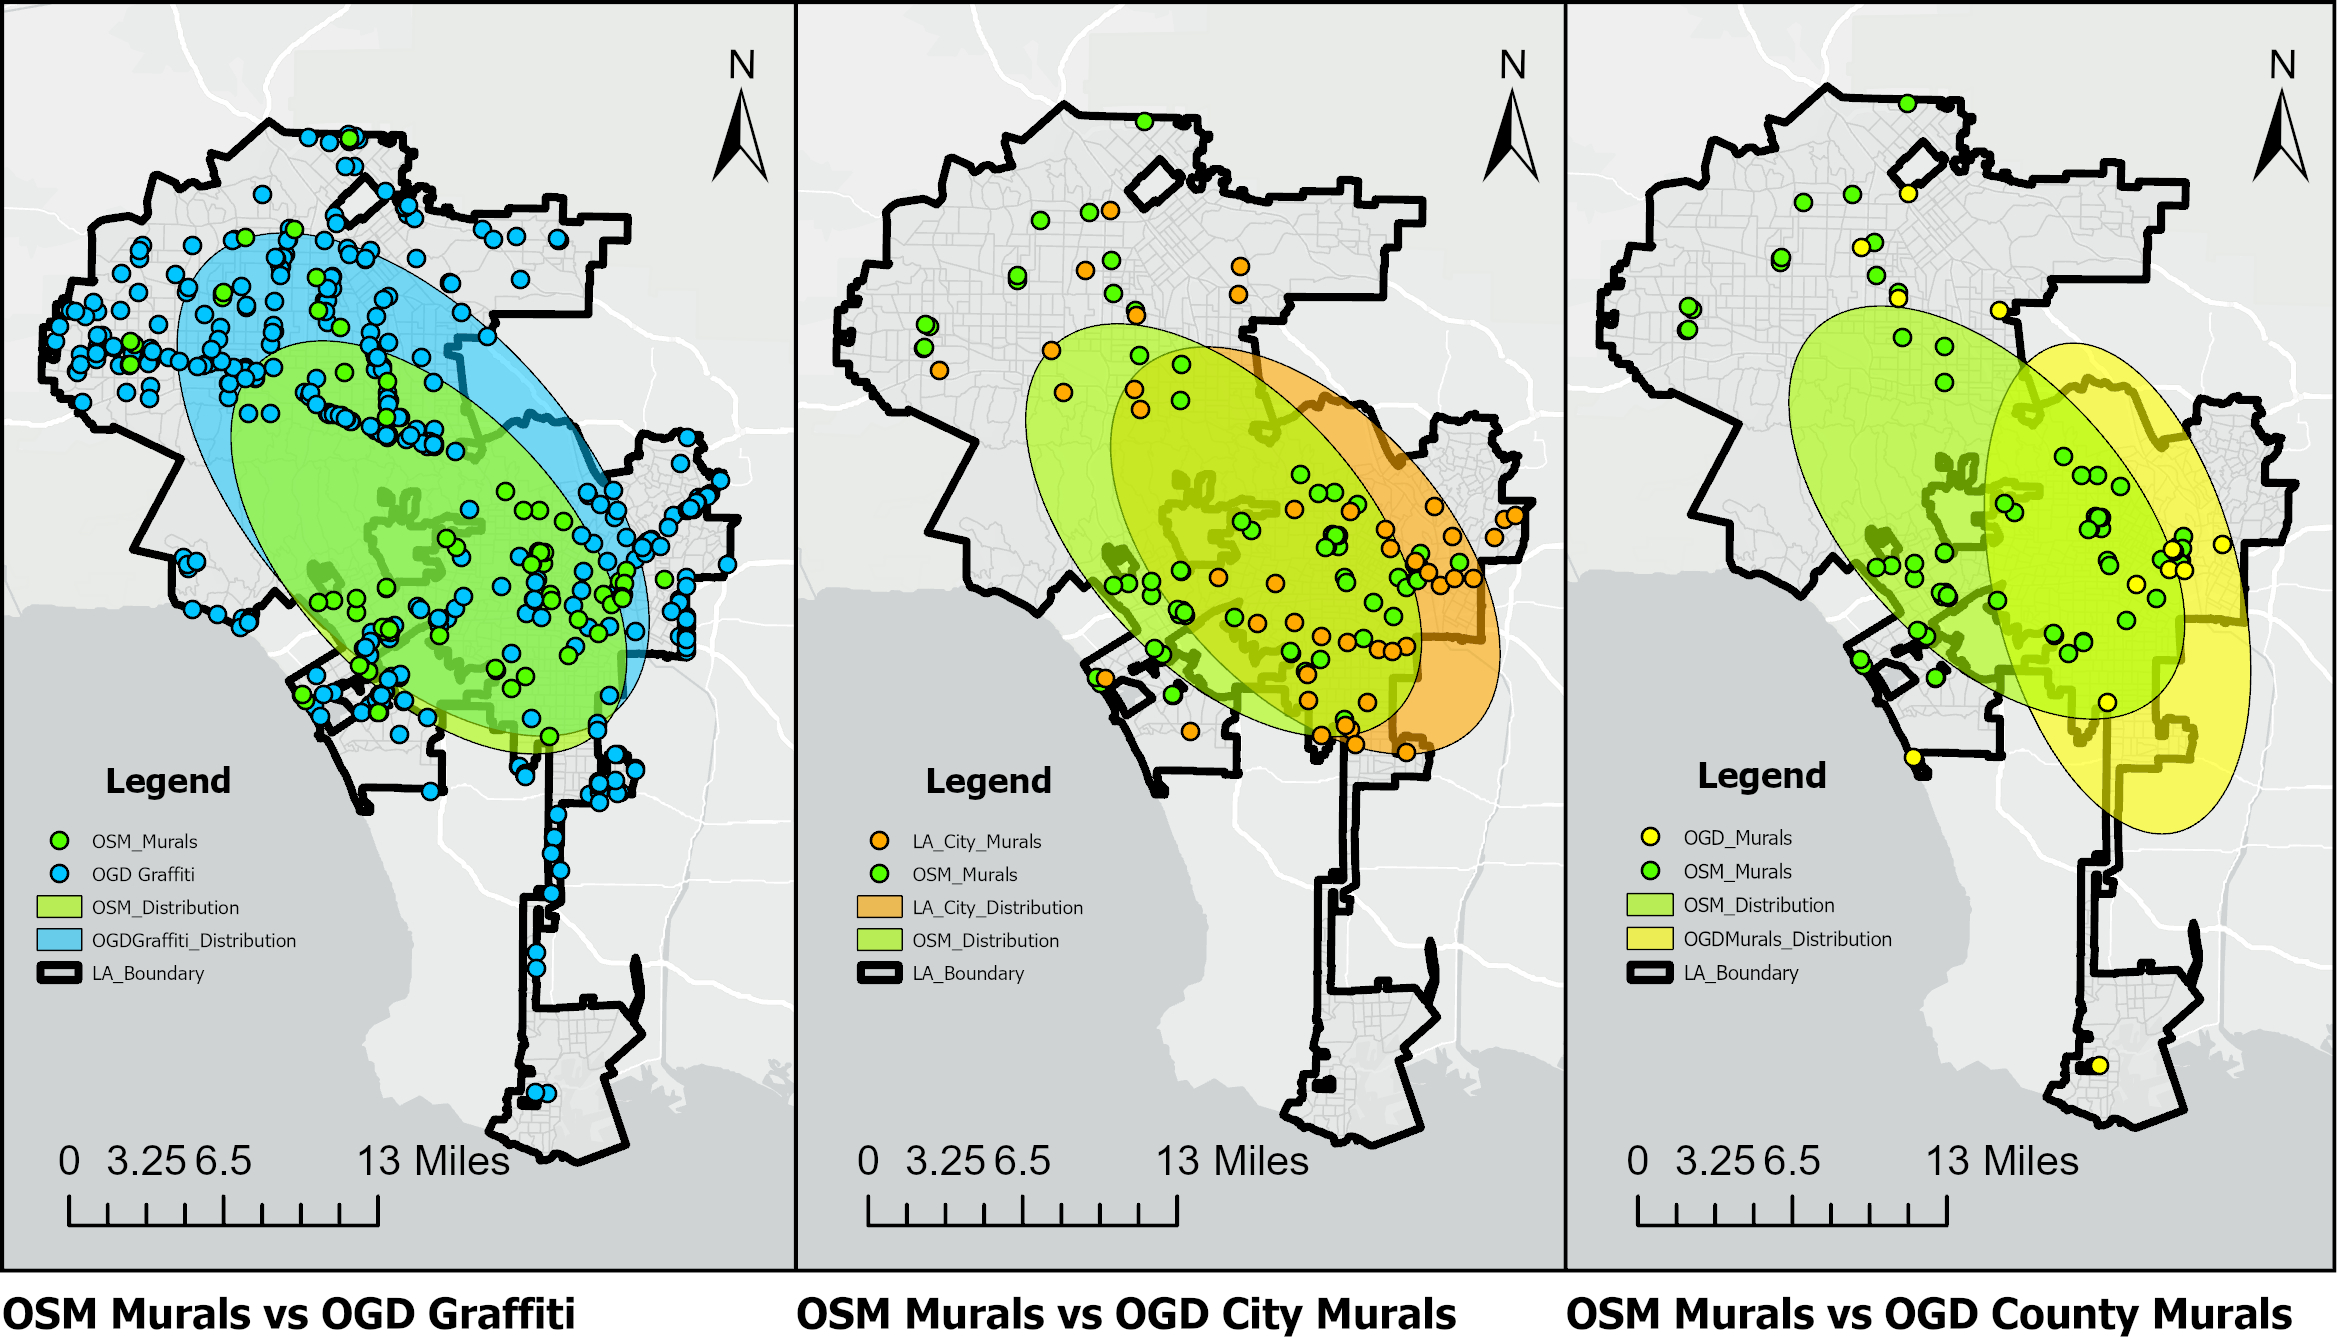 N
Legend
OSM_Murals
OGD Graffiti
OSM_Distribution
OGDGraffiti_Distribution
LA_Boundary
0 3.25 6.5 13 Miles
OSM Murals vs OGD Graffiti
N
Legend
LA_City_Murals
OSM_Murals
LA_City_Distribution
OSM_Distribution
LA_Boundary
0 3.25 6.5 13 Miles
OSM Murals vs OGD City Murals
N
Legend
OGD_Murals
OSM_Murals
OSM_Distribution
OGDMurals_Distribution
LA_Boundary
0 3.25 6.5 13 Miles
OSM Murals vs OGD County Murals